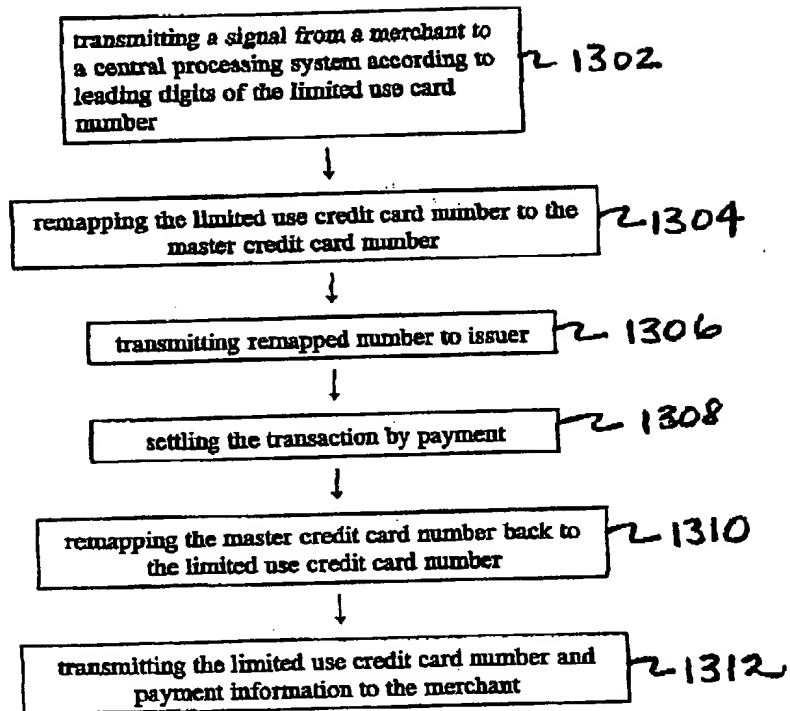 transmitting a signal from a merchant to
a central processing system according to
leading digits of the limited use card
number
1302
remapping the limited use credit card number to the
master credit card number
1304
transmitting remapped number to issuer
1306
settling the transaction by payment
1308
remapping the master credit card number back to
the limited use credit card number
1310
transmitting the limited use credit card number and
payment information to the merchant
1312